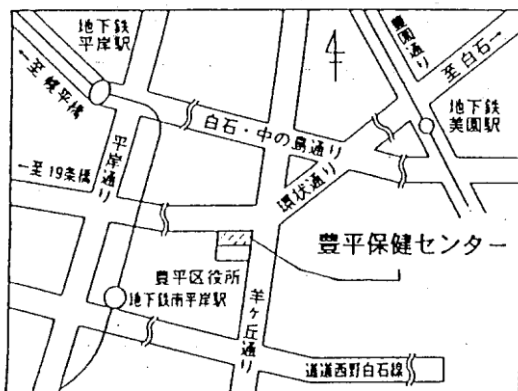 地下鉄
平岸駅
←至幌平橋
豊園通り
至白石→
地下鉄
美園駅
白石・中の島通り
平岸通り
←至19条橋
環状通り
豊平保健センター
豊平区役所
地下鉄南平岸駅
羊ヶ丘通り
道道西野白石線